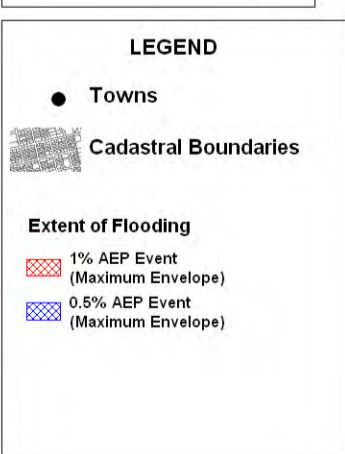 LEGEND
Towns
Cadastral Boundaries
Extent of Flooding
1% AEP Event
(Maximum Envelope)
0.5% AEP Event
(Maximum Envelope)